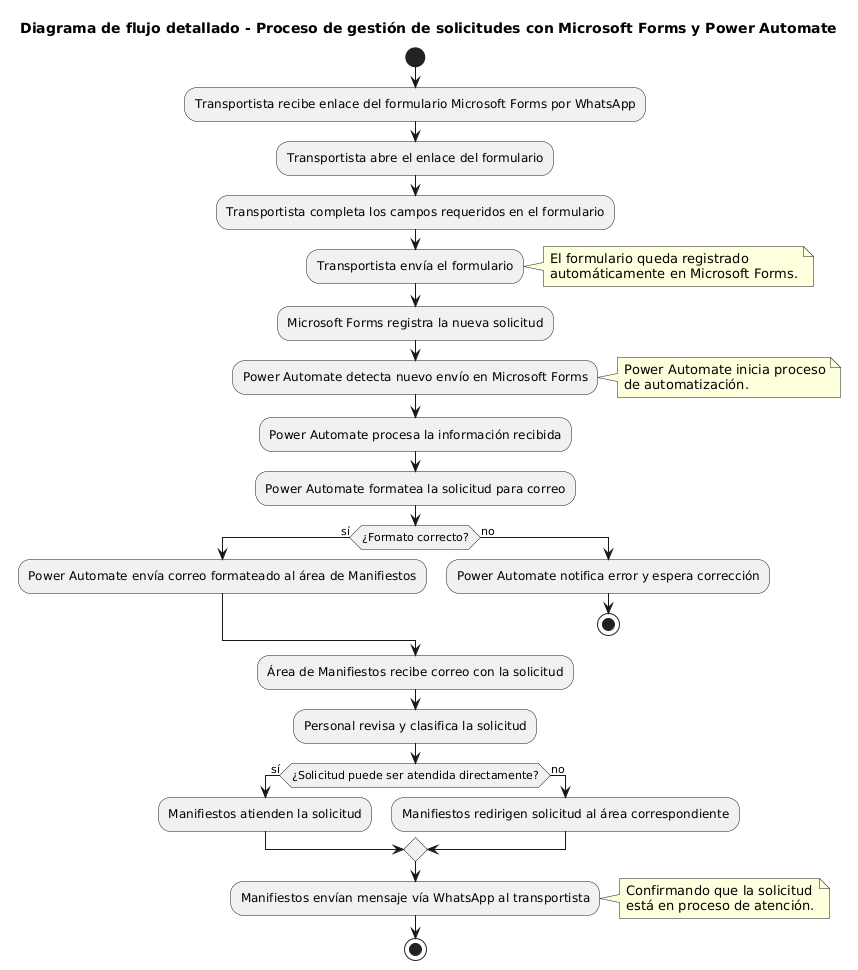 Diagrama de flujo detallado - Proceso de gestión de solicitudes con Microsoft Forms y Power Automate
Transportista recibe enlace del formulario Microsoft Forms por WhatsApp
Transportista abre el enlace del formulario
Transportista completa los campos requeridos en el formulario
Transportista envía el formulario
El formulario queda registrado
automáticamente en Microsoft Forms.
Microsoft Forms registra la nueva solicitud
Power Automate detecta nuevo envío en Microsoft Forms
Power Automate inicia proceso
de automatización.
Power Automate procesa la información recibida
Power Automate formatea la solicitud para correo
sí
¿Formato correcto?
no
Power Automate envía correo formateado al área de Manifiestos
Power Automate notifica error y espera corrección
Área de Manifiestos recibe correo con la solicitud
Personal revisa y clasifica la solicitud
sí
¿Solicitud puede ser atendida directamente?
no
Manifiestos atienden la solicitud
Manifiestos redirigen solicitud al área correspondiente
Manifiestos envían mensaje vía WhatsApp al transportista
Confirmando que la solicitud
está en proceso de atención.